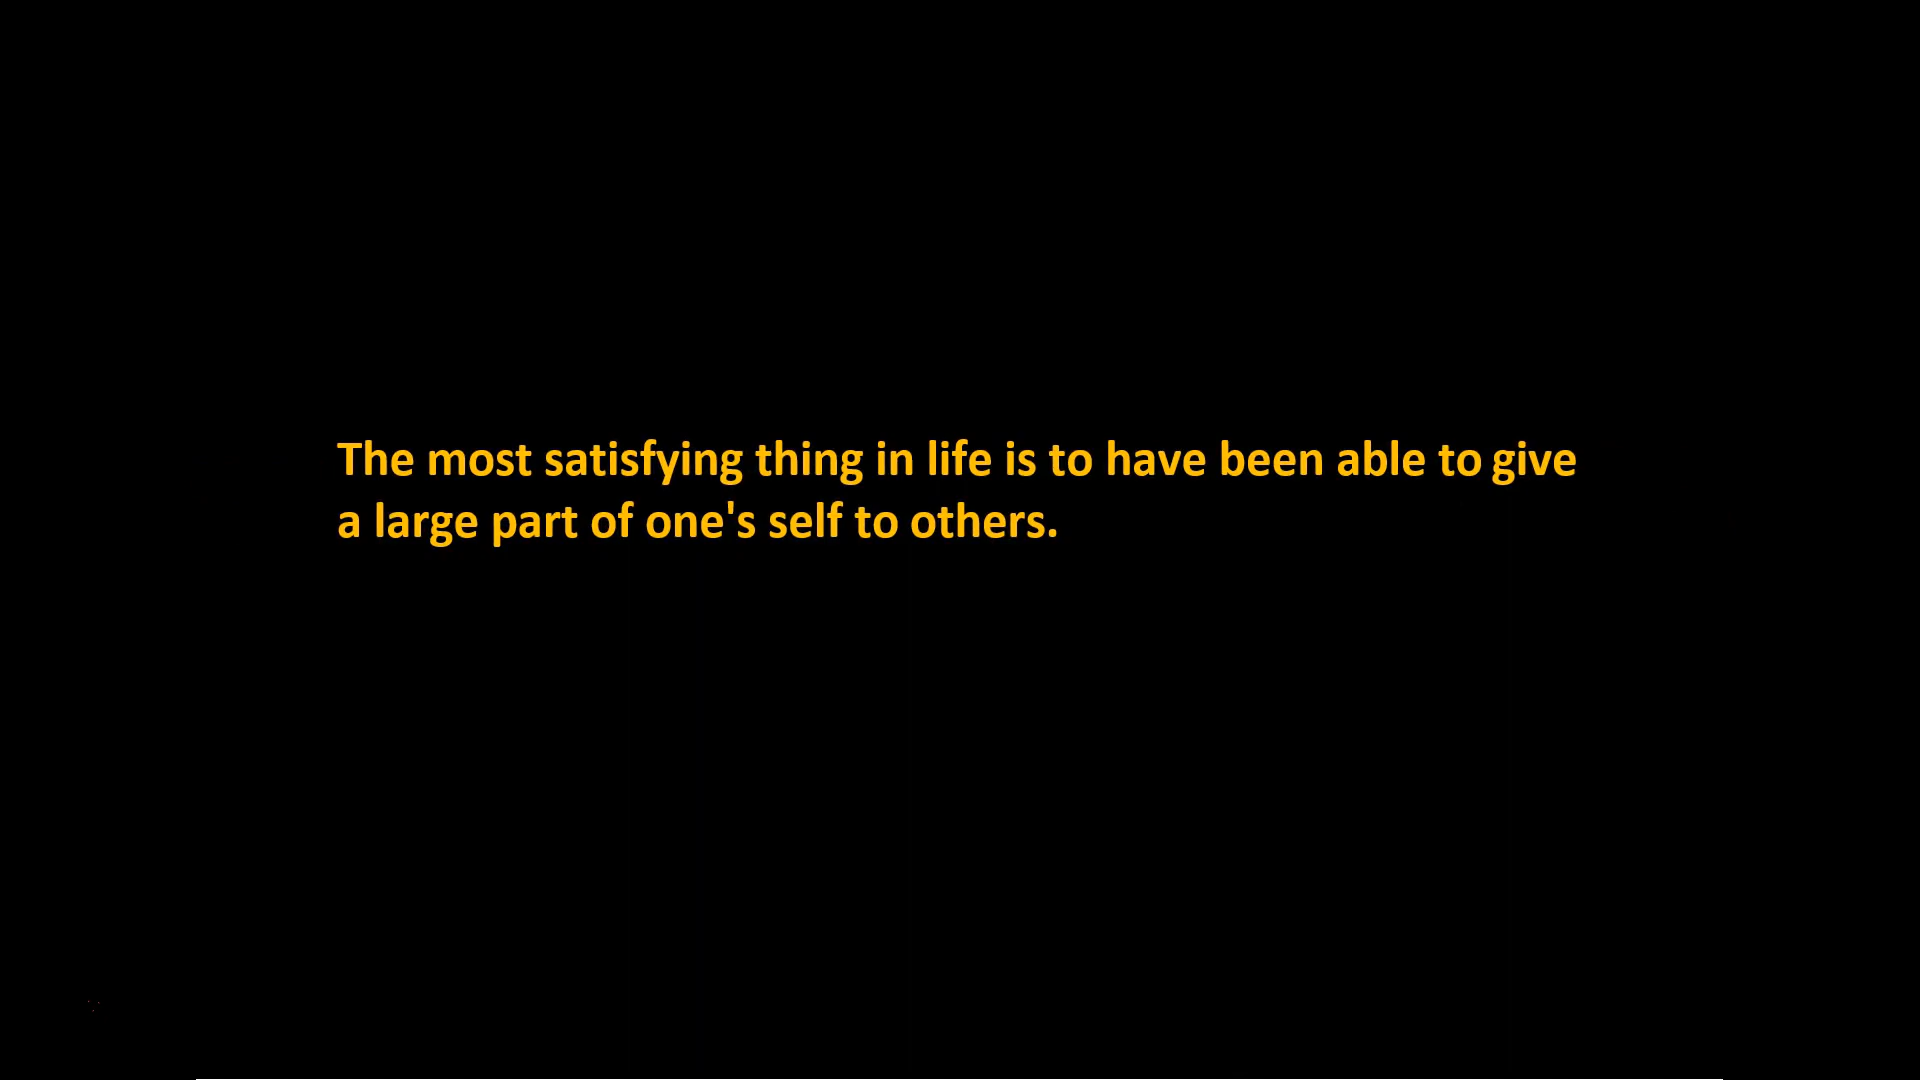 The most satisfying thing in life is to have been able to give
a large part of one's self to others.